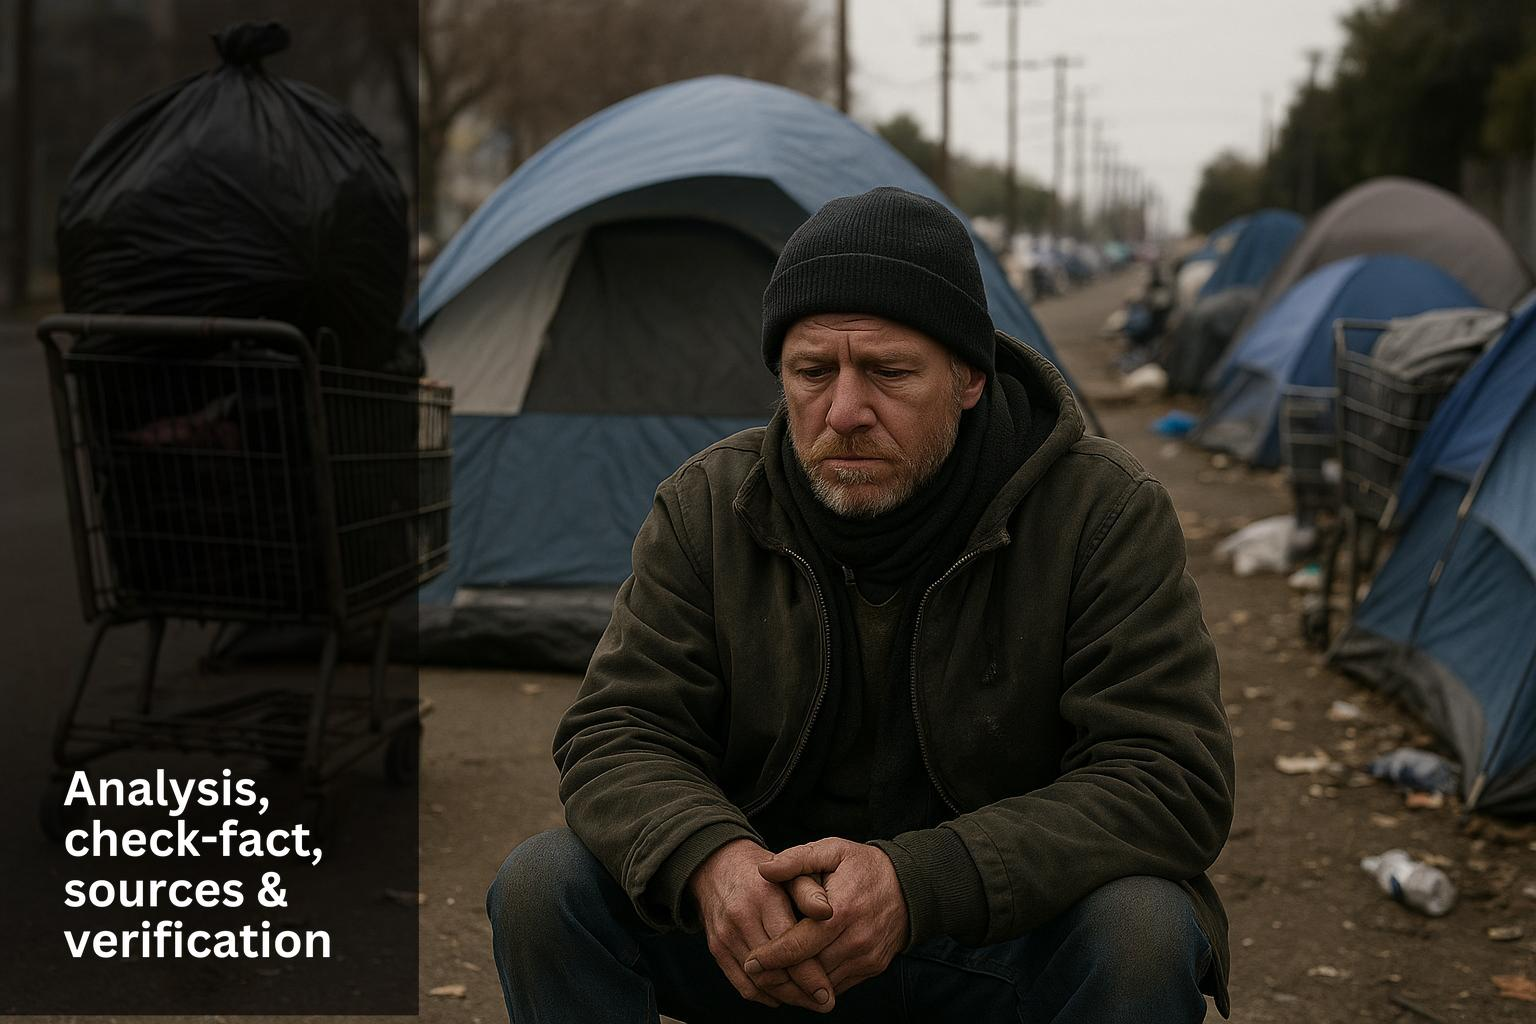 Analysis,
check-fact,
sources &
verification